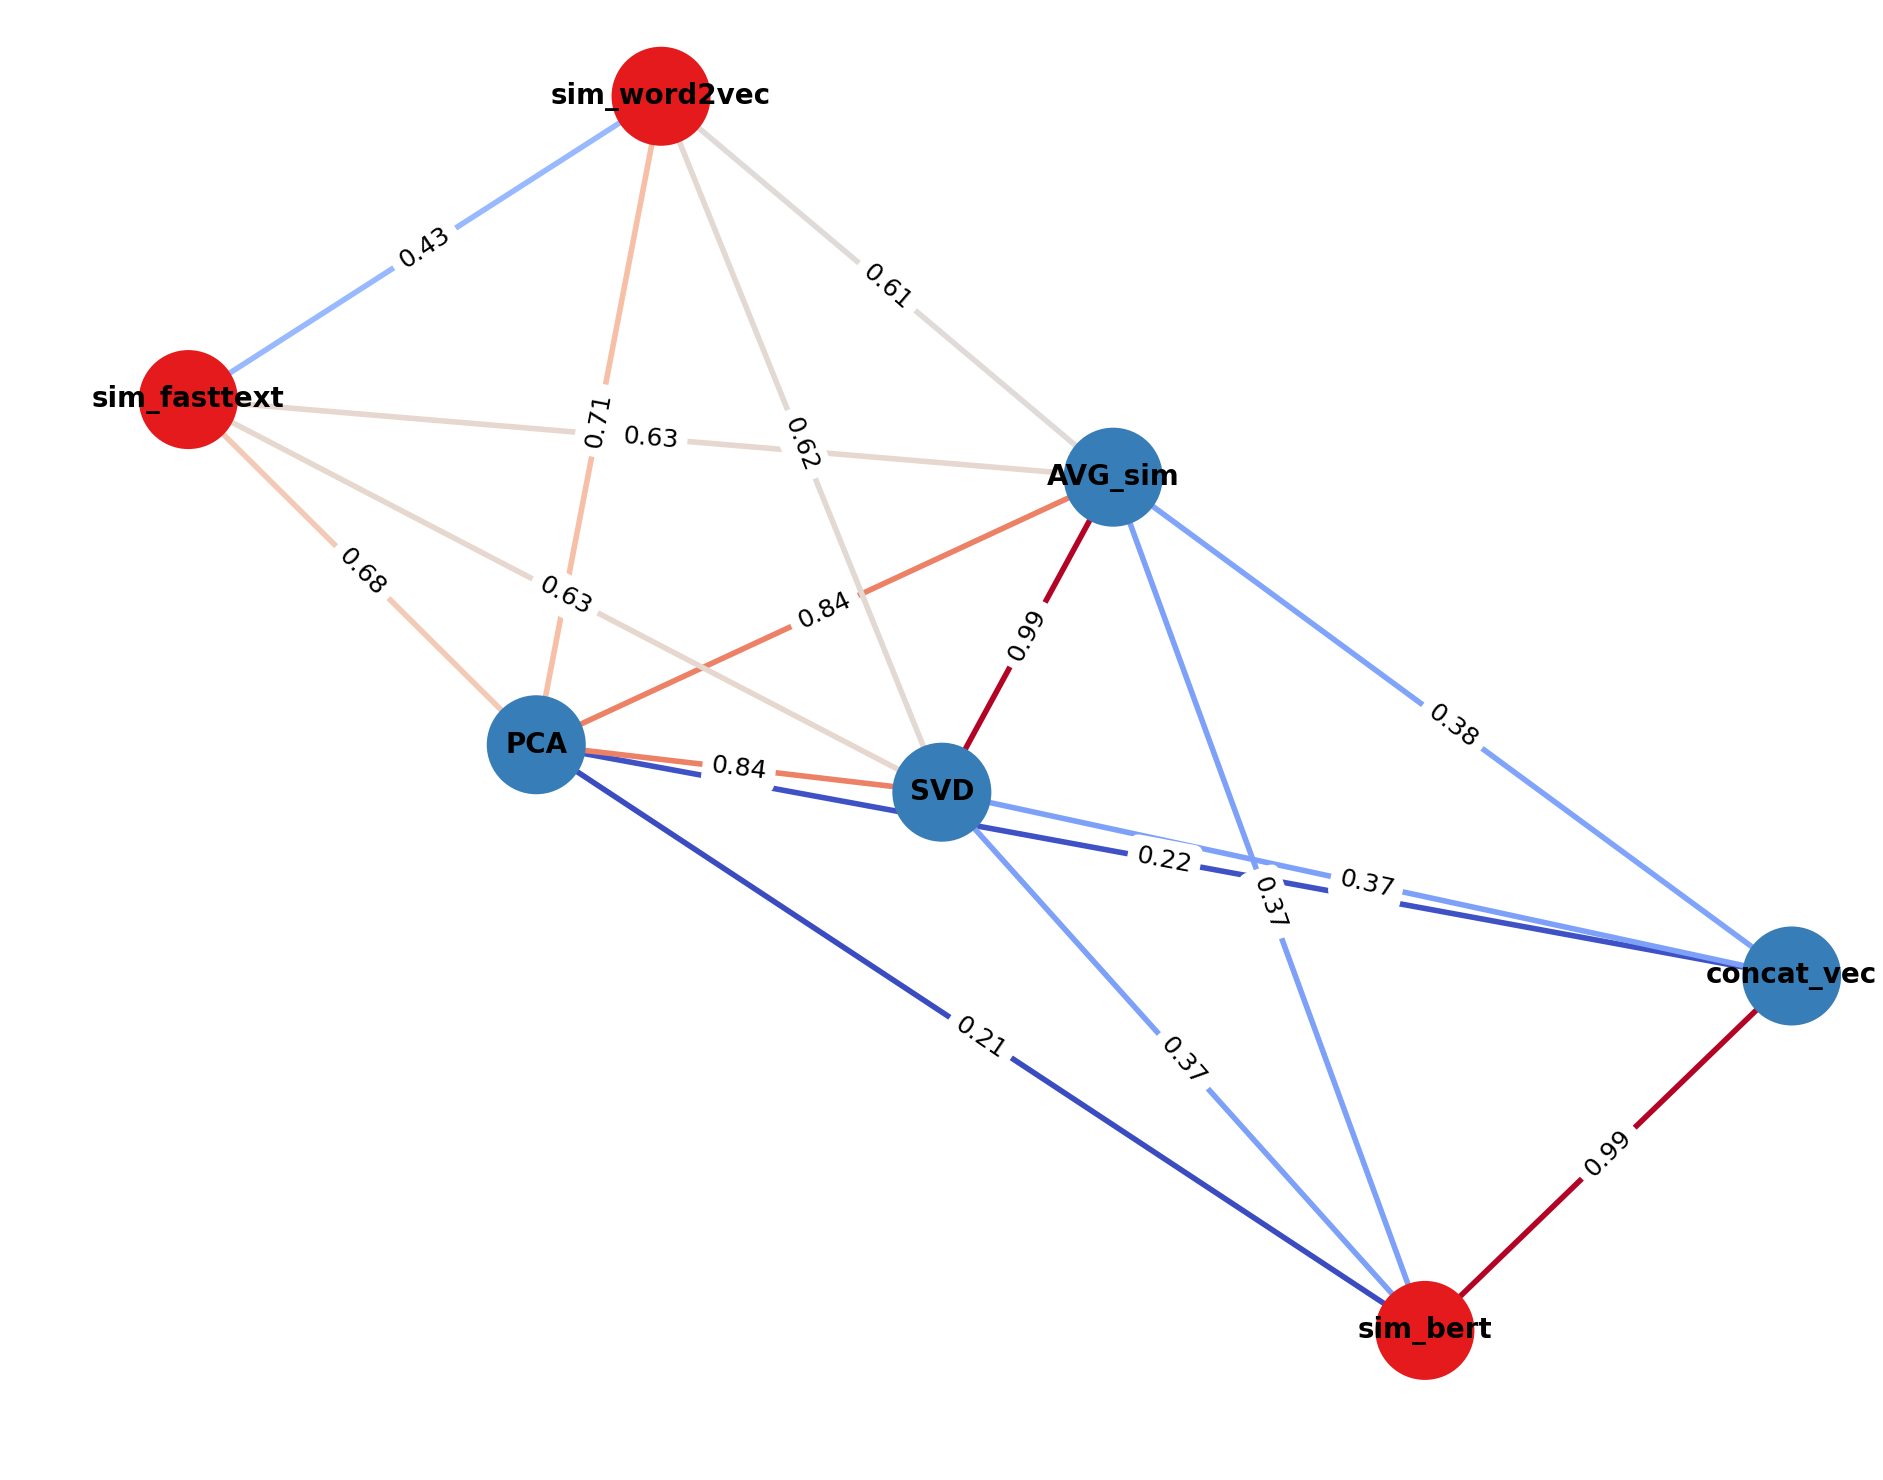 sim_word2vec
0.43
0.61
sim_fasttext
0.71
0.63
0.62
AVG_sim
0.68
0.63
0.84
0.99
0.38
PCA
0.84
SVD
0.22
0.37
0.37
concat_vec
0.21
0.37
0.99
sim_bert